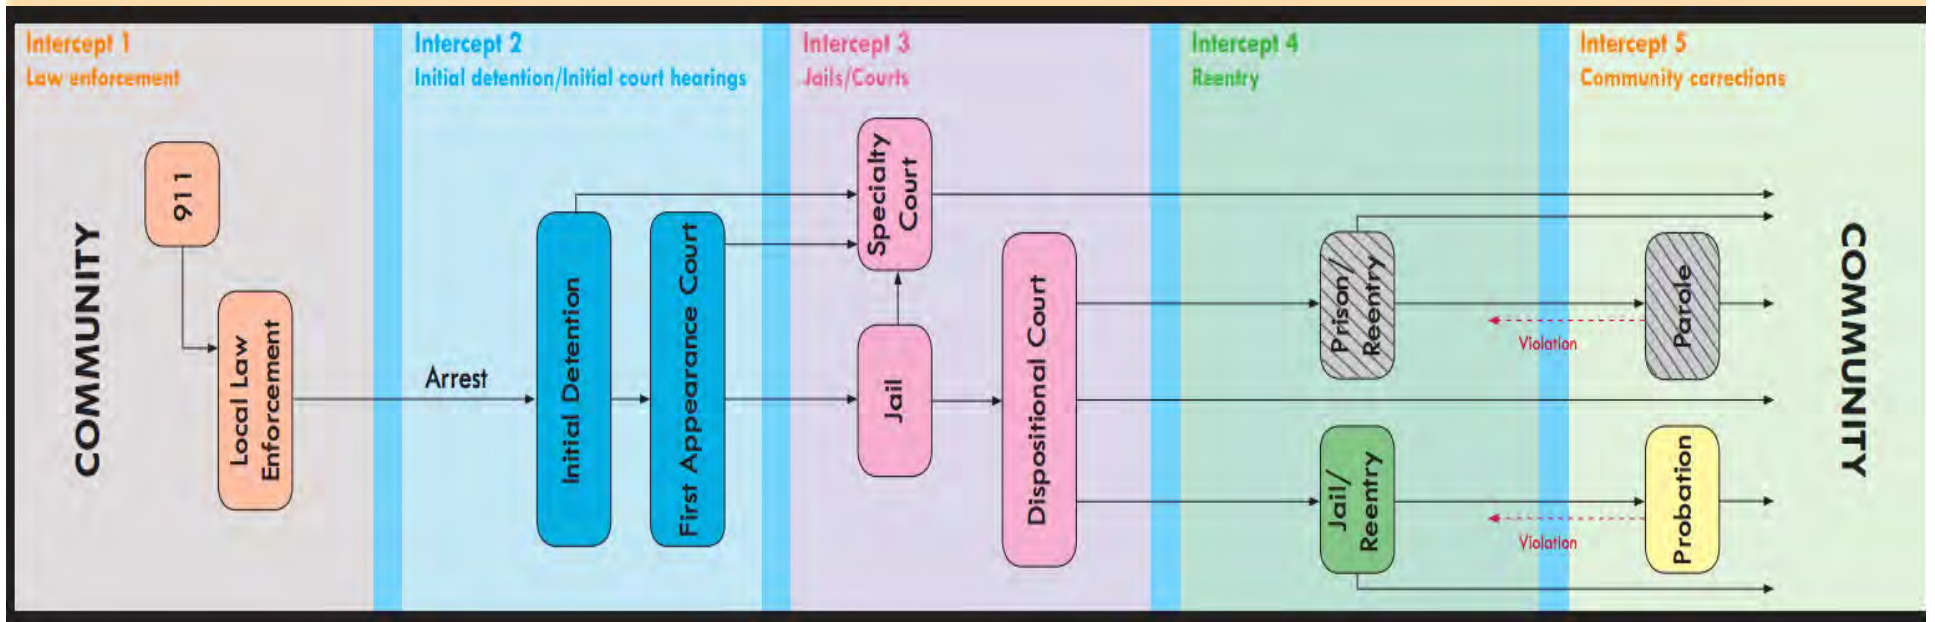 Intercept 1
Law enforcement
Intercept 2
Initial detention/Initial court hearings
Intercept 3
Jails/Courts
Intercept 4
Reentry
Intercept 5
Community corrections
COMMUNITY
911
Local Law
Enforcement
Arrest
Initial Detention
First Appearance Court
Specialty
Court
Jail
Dispositional Court
Prison/
Reentry
Jail/
Reentry
Violation
Violation
Parole
Probation
COMMUNITY